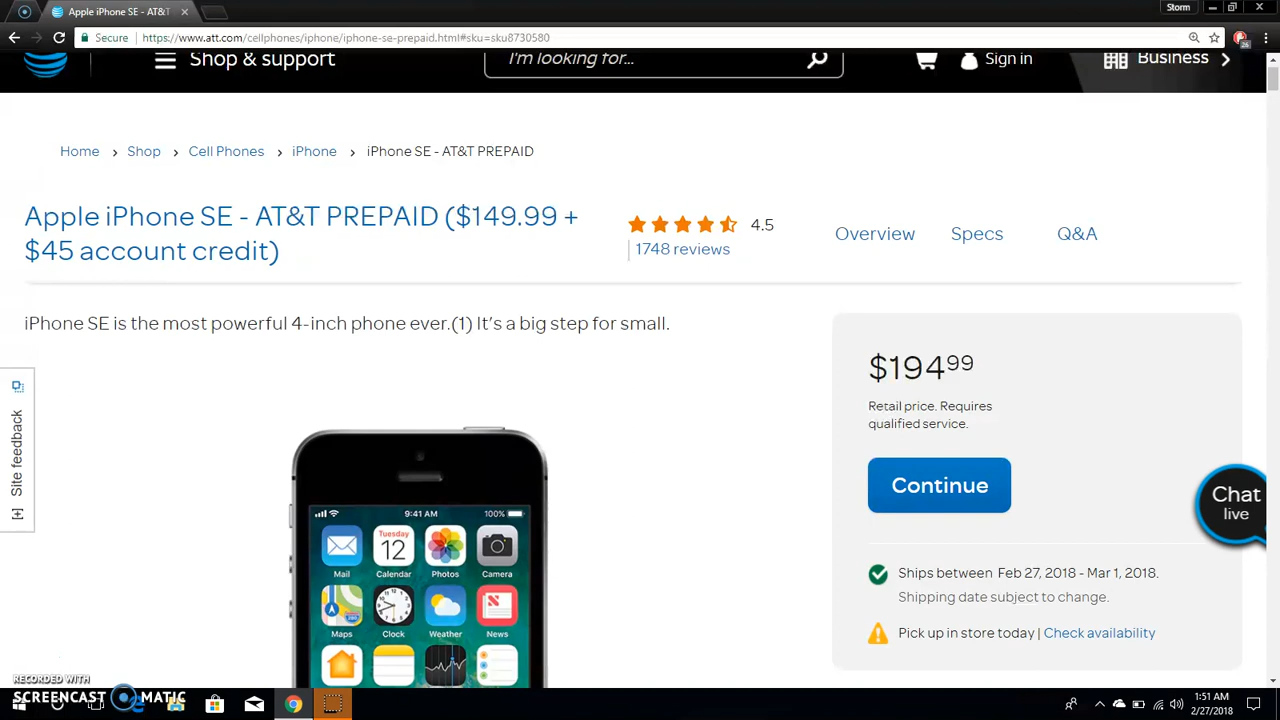 Apple iPhone SE - AT&T
Storm
Secure
https://www.att.com/cellphones/iphone/iphone-se-prepaid.html#sku=sku8730580
Shop & support
I'm looking for...
Sign in
Business
Home > Shop > Cell Phones > iPhone > iPhone SE - AT&T PREPAID
Apple iPhone SE - AT&T PREPAID ($149.99 +
$45 account credit)
4.5
1748 reviews
Overview
Specs
Q&A
iPhone SE is the most powerful 4-inch phone ever.(1) It's a big step for small.
$194.99
Retail price. Requires
qualified service.
Continue
Chat
live
Ships between Feb 27, 2018 - Mar 1, 2018.
Shipping date subject to change.
Pick up in store today | Check availability
[+] Site feedback
9:41 AM
100%
Tuesday
12
Mail
Calendar
Photos
Camera
280
Maps
Clock
Weather
News
RECORDED WITH
SCREENCAST MATIC
1:51 AM
2/27/2018